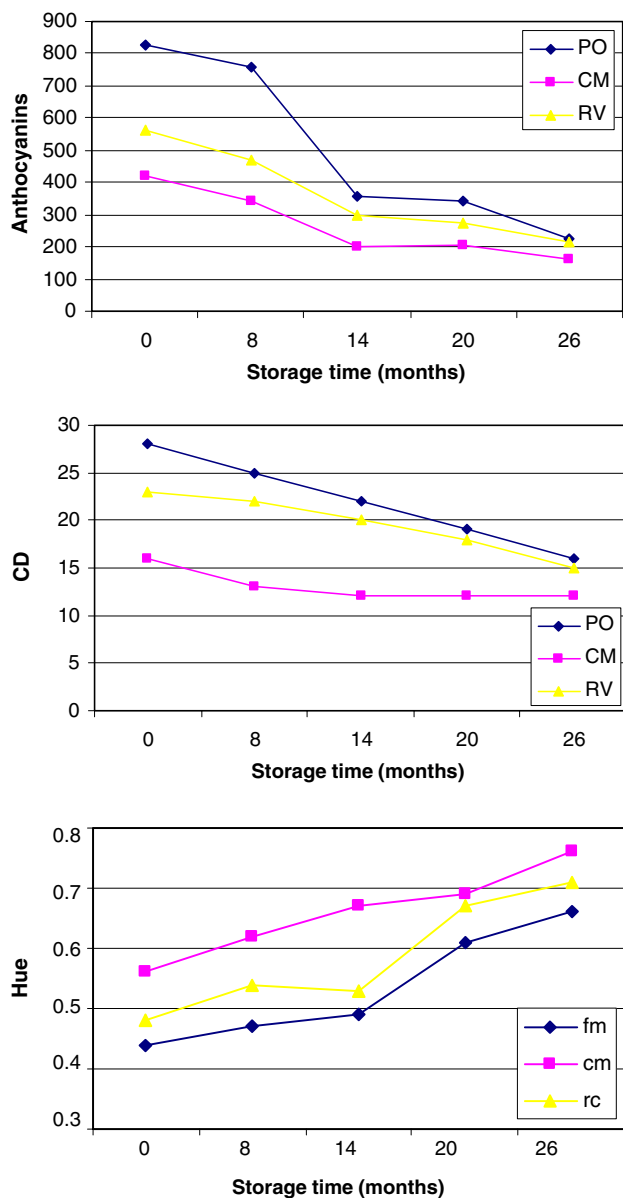 900
800
700
600
500
400
300
200
100
0
Anthocyanins
PO
CM
RV
0 8 14 20 26
Storage time (months)
30
25
20
15
10
5
0
CD
PO
CM
RV
0 8 14 20 26
Storage time (months)
0.8
0.7
0.6
0.5
0.4
0.3
Hue
fm
cm
rc
0 8 14 20 26
Storage time (months)